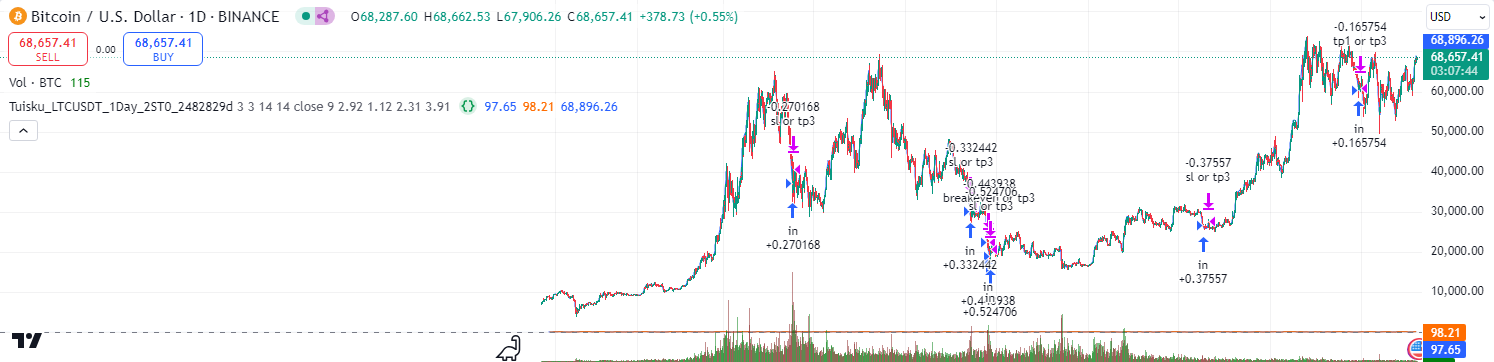 Bitcoin / U.S. Dollar · 1D · BINANCE O68,287.60 H68,662.53 L67,906.26 C68,657.41 +378.73 (+0.55%)
USD
68,657.41
SELL
0.00
68,657.41
BUY
Vol · BTC 115
Tuisku_LTCUSDT_1Day_2ST0_2482829d 3 3 14 14 close 9 2.92 1.12 2.31 3.91 {} 97.65 98.21 68,896.26
-0.270168
sl or tp3
in
+0.270168
-0.332442
sl or tp3
-0.443938
-0.524706
breakeven or tp3
sl or tp3
in
+0.332442
in
in
+0.443938
+0.524706
-0.37557
sl or tp3
in
+0.37557
-0.165754
tp1 or tp3
in
+0.165754
68,896.26
68,657.41
03:07:44
60,000.00
50,000.00
40,000.00
30,000.00
20,000.00
10,000.00
98.21
97.65